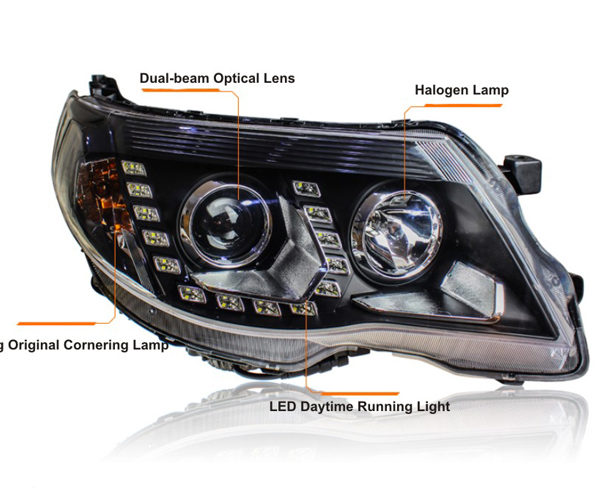 Dual-beam Optical Lens
Halogen Lamp
Original Cornering Lamp
LED Daytime Running Light